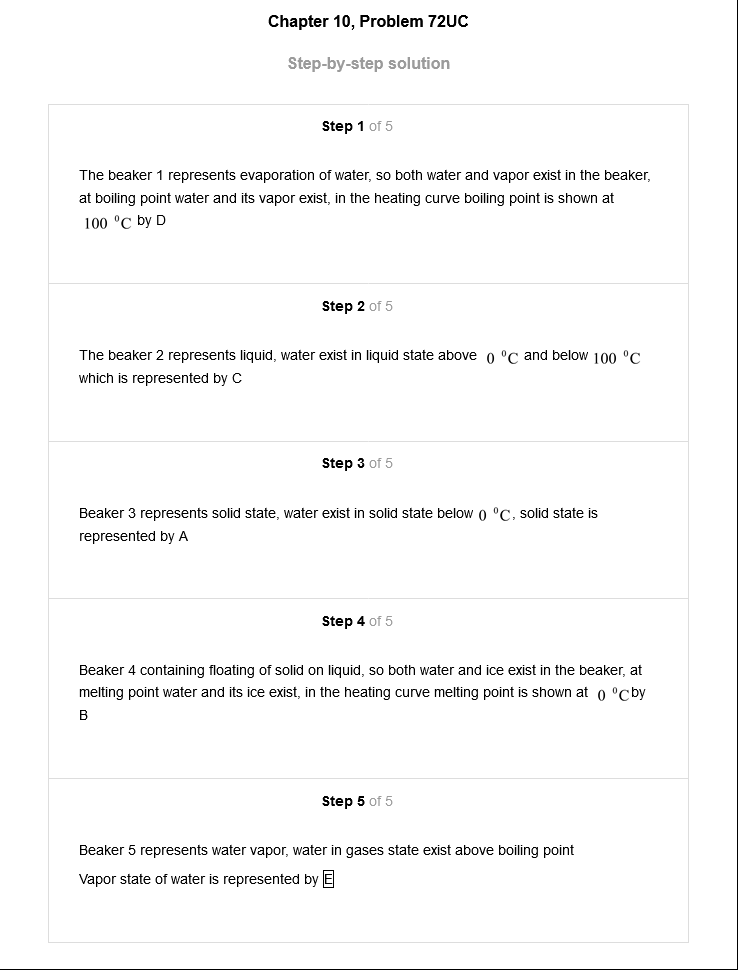 Chapter 10, Problem 72UC
Step-by-step solution
Step 1 of 5
The beaker 1 represents evaporation of water, so both water and vapor exist in the beaker,
at boiling point water and its vapor exist, in the heating curve boiling point is shown at
100 ⁰C by D
Step 2 of 5
The beaker 2 represents liquid, water exist in liquid state above 0 ⁰C and below 100 ⁰C
which is represented by C
Step 3 of 5
Beaker 3 represents solid state, water exist in solid state below 0 ⁰C, solid state is
represented by A
Step 4 of 5
Beaker 4 containing floating of solid on liquid, so both water and ice exist in the beaker, at
melting point water and its ice exist, in the heating curve melting point is shown at 0 ⁰C by
B
Step 5 of 5
Beaker 5 represents water vapor, water in gases state exist above boiling point
Vapor state of water is represented by E